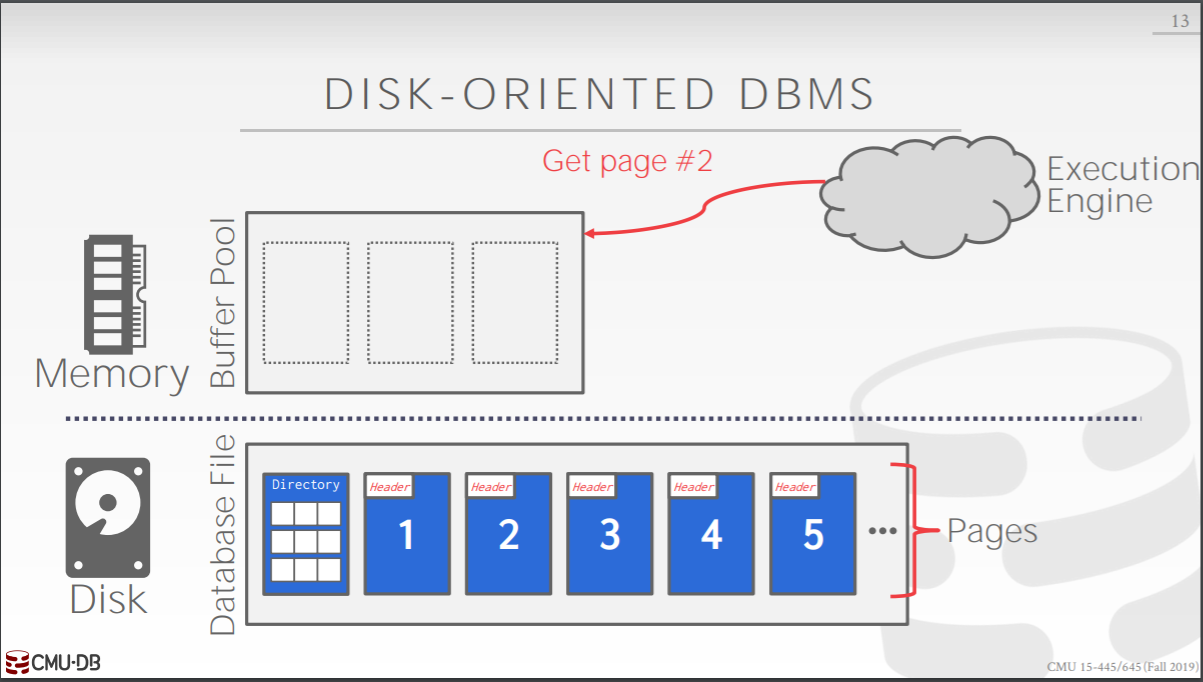 13
DISK-ORIENTED DBMS
Get page #2
Execution
Engine
Buffer Pool
Memory
Database File
Directory
Header
1
Header
2
Header
3
Header
4
Header
5
...
Pages
Disk
CMU·DB
CMU 15-445/645 (Fall 2019)